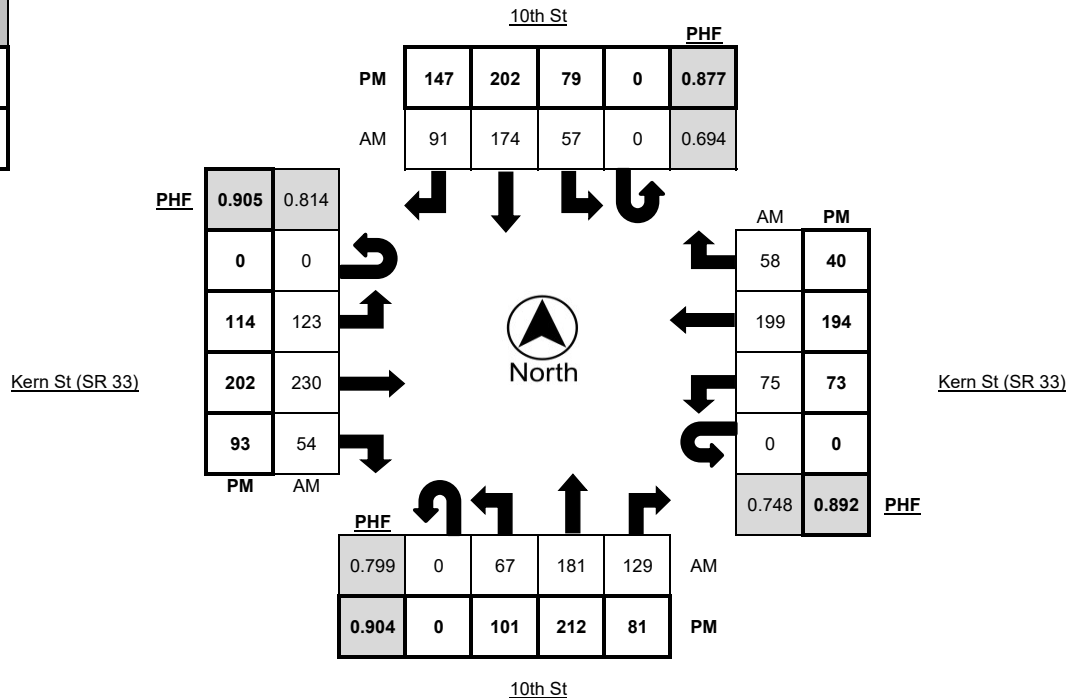 10th St
PHF
PM 147 202 79 0 0.877
AM 91 174 57 0 0.694
PHF 0.905 0.814
AM PM
0 0
58 40
114 123
199 194
North
Kern St (SR 33) 202 230
75 73 Kern St (SR 33)
93 54
0 0
PM AM
0.748 0.892 PHF
PHF
0.799 0 67 181 129 AM
0.904 0 101 212 81 PM
10th St